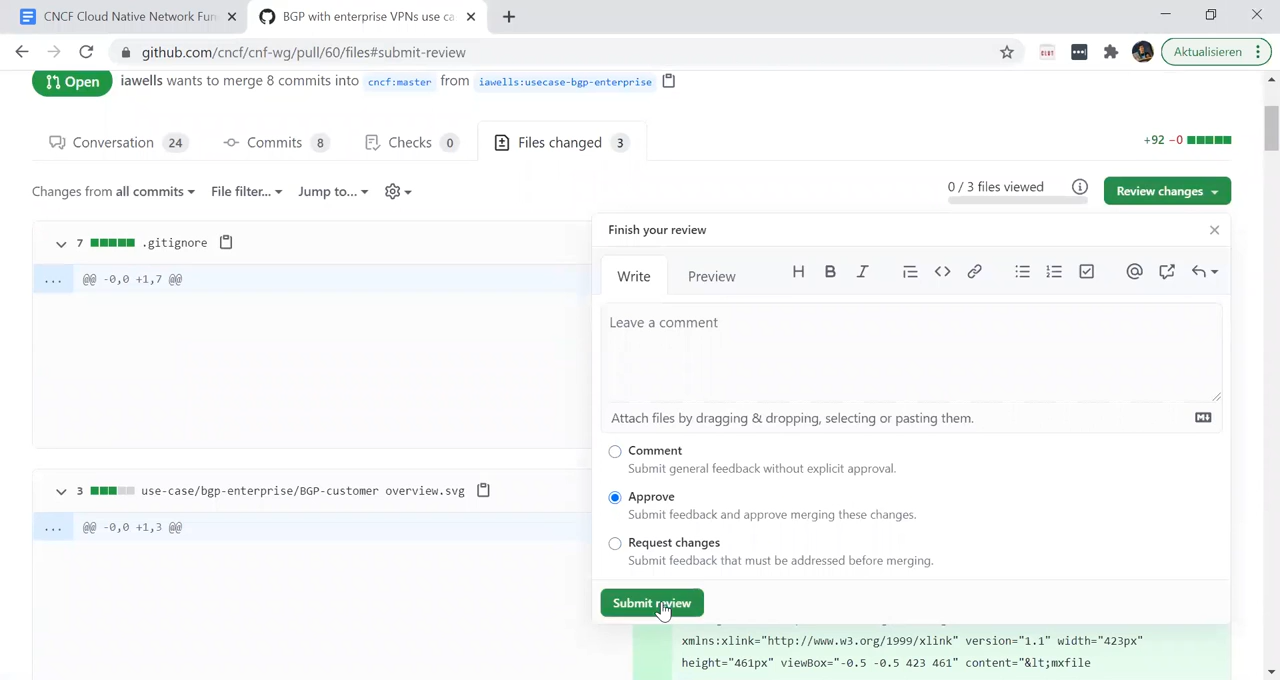 CNCF Cloud Native Network Fun
BGP with enterprise VPNs use ca
github.com/cncf/cnf-wg/pull/60/files#submit-review
Aktualisieren
Open iawells wants to merge 8 commits into cncf:master from iawells:usecase-bgp-enterprise
Conversation 24 Commits 8 Checks 0 Files changed 3 +92 −0
Changes from all commits File filter... Jump to... 0 / 3 files viewed Review changes
7 .gitignore
... @@ -0,0 +1,7 @@
Finish your review
Write Preview
Leave a comment
Attach files by dragging & dropping, selecting or pasting them.
Comment
Submit general feedback without explicit approval.
3 use-case/bgp-enterprise/BGP-customer overview.svg
... @@ -0,0 +1,3 @@
Approve
Submit feedback and approve merging these changes.
Request changes
Submit feedback that must be addressed before merging.
Submit review
xmlns:xlink="http://www.w3.org/1999/xlink" version="1.1" width="423px"
height="461px" viewBox="-0.5 -0.5 423 461" content="&lt;mxfile